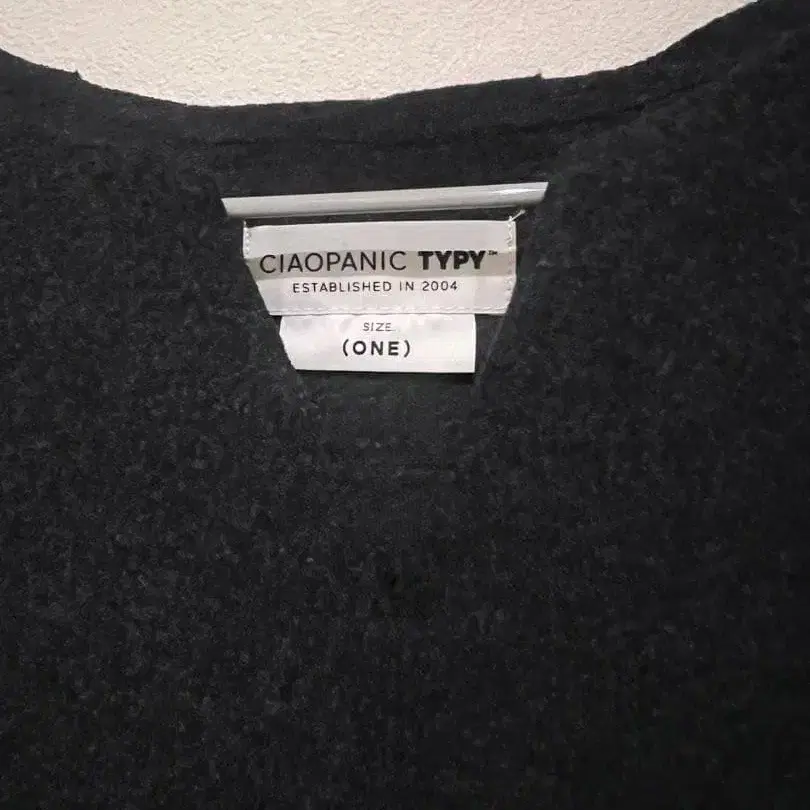 CIAOPANIC TYPY™
ESTABLISHED IN 2004
SIZE
(ONE)